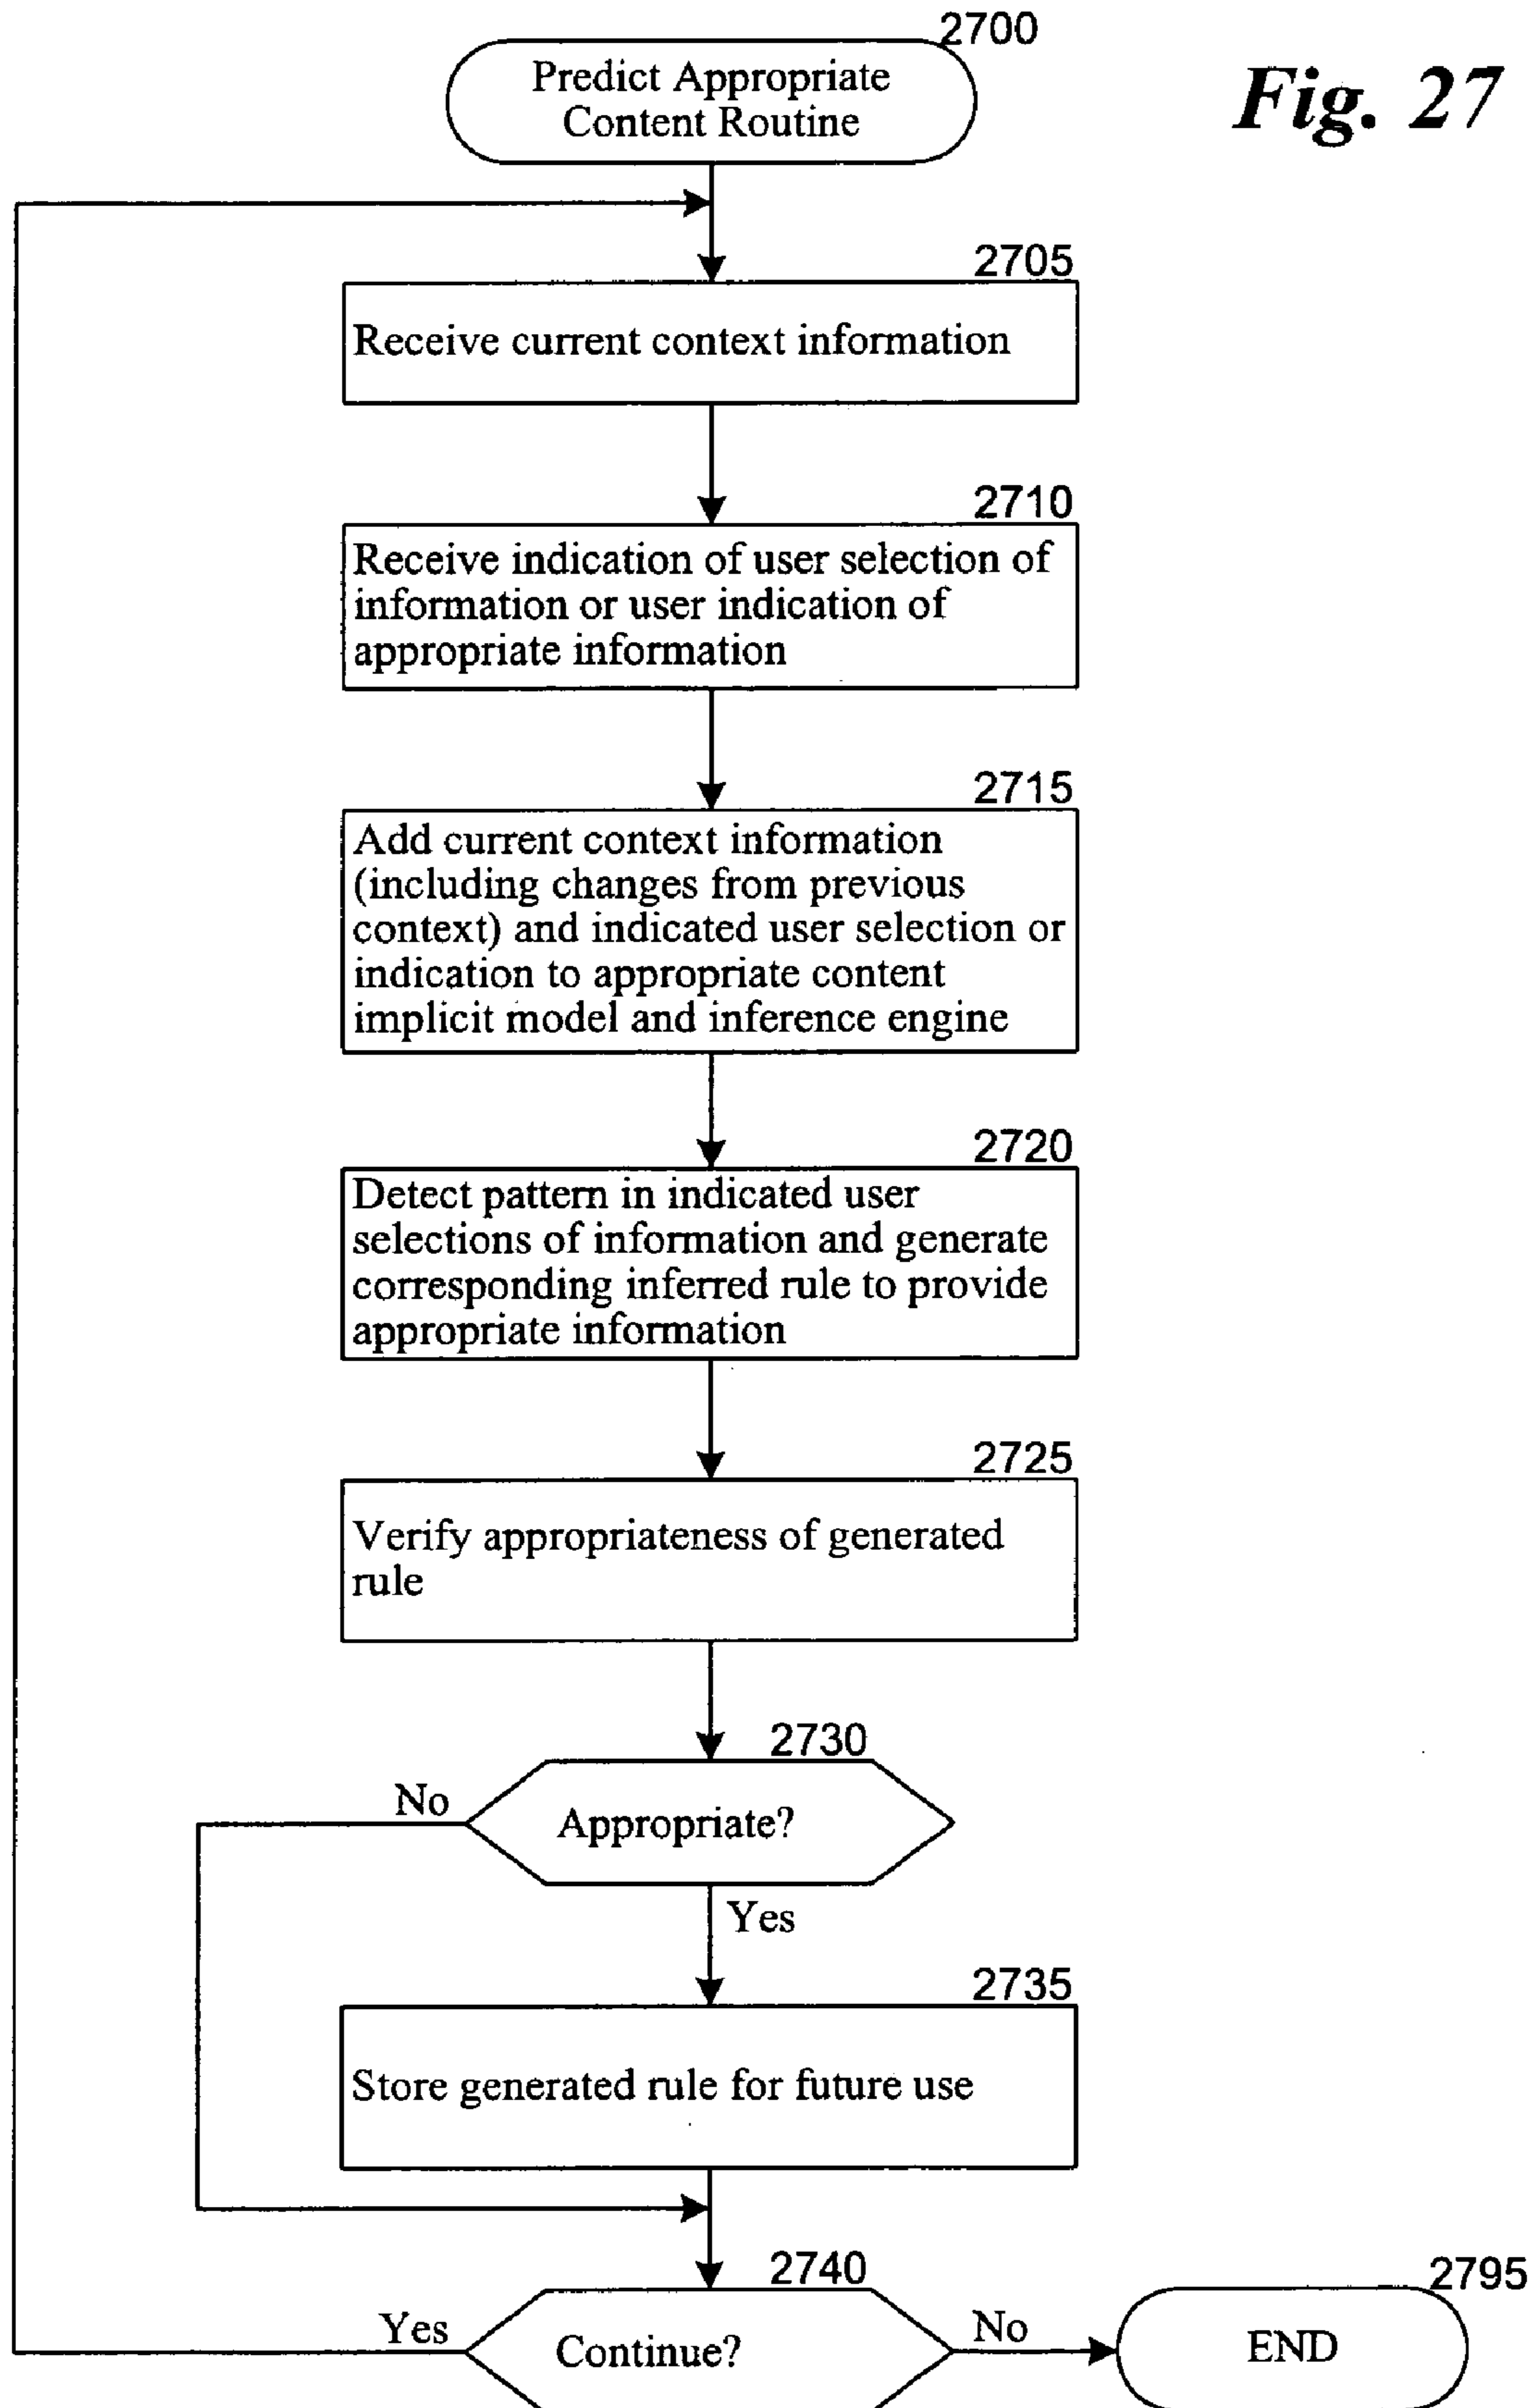 2700
Predict Appropriate
Content Routine
Fig. 27
2705
Receive current context information
2710
Receive indication of user selection of
information or user indication of
appropriate information
2715
Add current context information
(including changes from previous
context) and indicated user selection or
indication to appropriate content
implicit model and inference engine
2720
Detect pattern in indicated user
selections of information and generate
corresponding inferred rule to provide
appropriate information
2725
Verify appropriateness of generated
rule
2730
No
Appropriate?
Yes
2735
Store generated rule for future use
2740
2795
Yes
Continue?
No
END